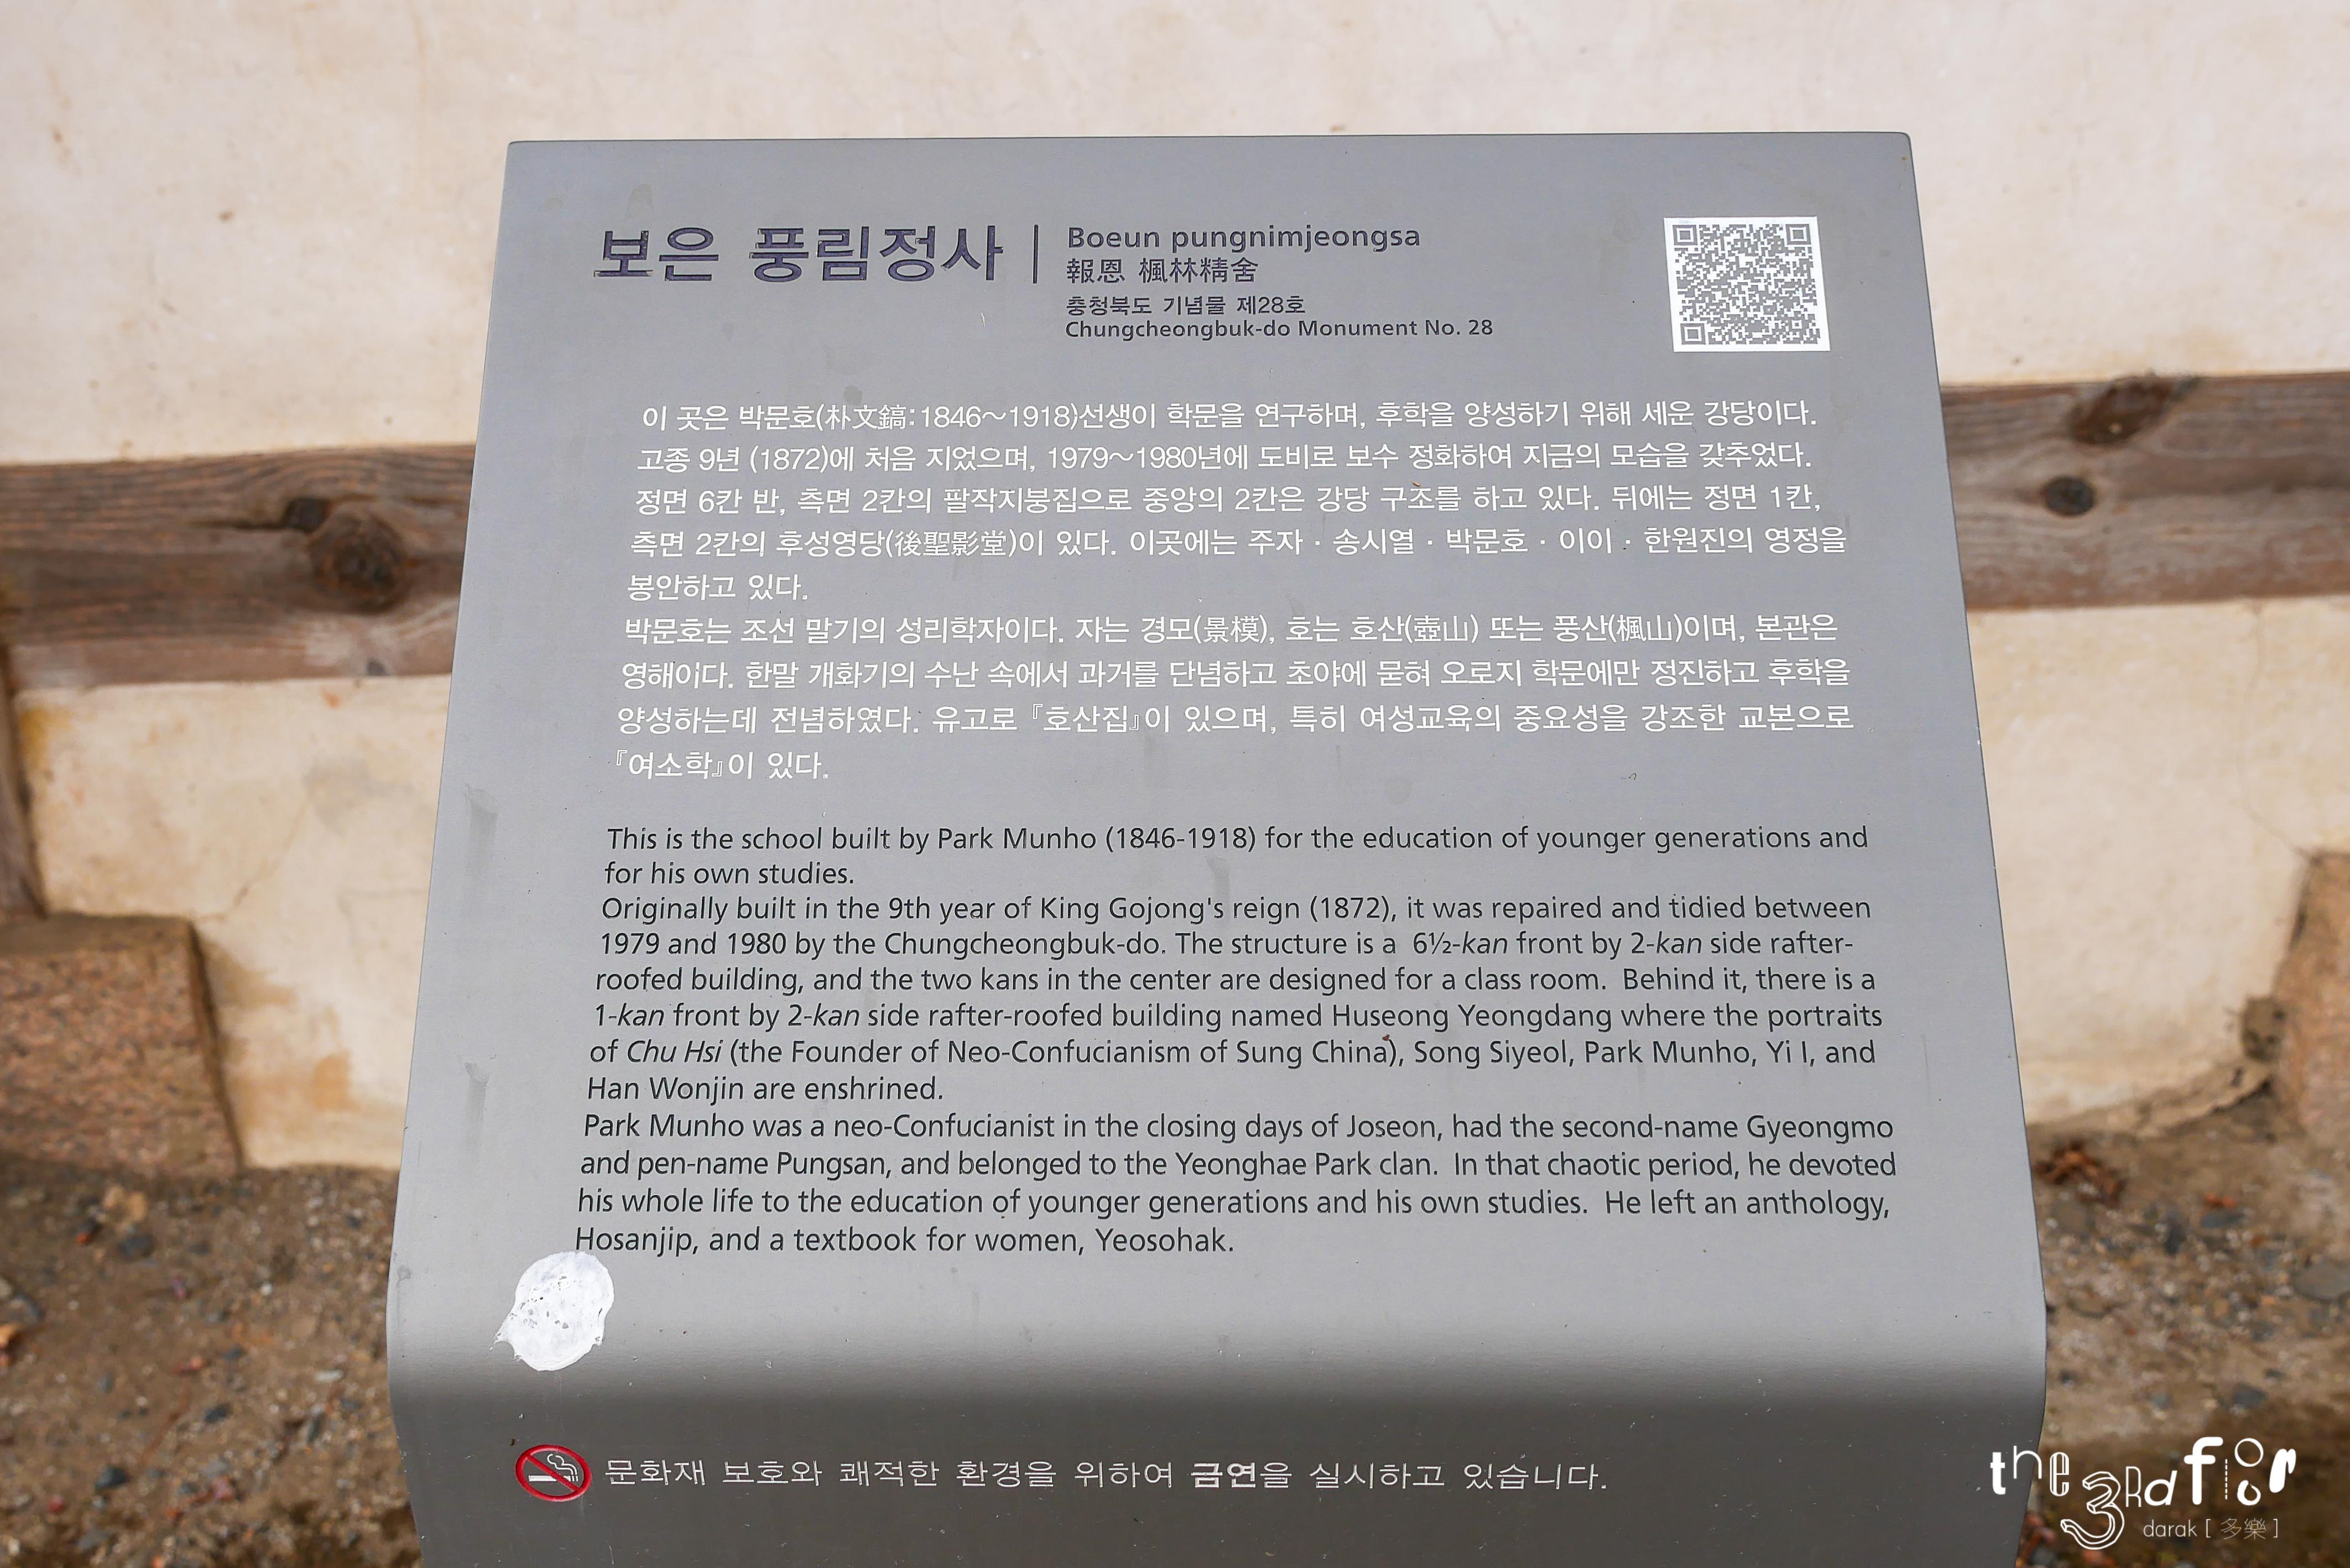 보은 풍림정사
Boeun pungnimjeongsa
報恩 楓林精舍
충청북도 기념물 제28호
Chungcheongbuk-do Monument No. 28
이 곳은 박문호(朴文鎬:1846~1918)선생이 학문을 연구하며, 후학을 양성하기 위해 세운 강당이다.
고종 9년 (1872)에 처음 지었으며, 1979~1980년에 도비로 보수 정화하여 지금의 모습을 갖추었다.
정면 6칸 반, 측면 2칸의 팔작지붕집으로 중앙의 2칸은 강당 구조를 하고 있다. 뒤에는 정면 1칸,
측면 2칸의 후성영당(後聖影堂)이 있다. 이곳에는 주자 · 송시열 · 박문호 · 이이 · 한원진의 영정을
봉안하고 있다.
박문호는 조선 말기의 성리학자이다. 자는 경모(景模), 호는 호산(壺山) 또는 풍산(楓山)이며, 본관은
영해이다. 한말 개화기의 수난 속에서 과거를 단념하고 초야에 묻혀 오로지 학문에만 정진하고 후학을
양성하는데 전념하였다. 유고로 『호산집』이 있으며, 특히 여성교육의 중요성을 강조한 교본으로
『여소학』이 있다.
This is the school built by Park Munho (1846-1918) for the education of younger generations and
for his own studies.
Originally built in the 9th year of King Gojong's reign (1872), it was repaired and tidied between
1979 and 1980 by the Chungcheongbuk-do. The structure is a 6½-kan front by 2-kan side rafter-
roofed building, and the two kans in the center are designed for a class room. Behind it, there is a
1-kan front by 2-kan side rafter-roofed building named Huseong Yeongdang where the portraits
of Chu Hsi (the Founder of Neo-Confucianism of Sung China), Song Siyeol, Park Munho, Yi I, and
Han Wonjin are enshrined.
Park Munho was a neo-Confucianist in the closing days of Joseon, had the second-name Gyeongmo
and pen-name Pungsan, and belonged to the Yeonghae Park clan. In that chaotic period, he devoted
his whole life to the education of younger generations and his own studies. He left an anthology,
Hosanjip, and a textbook for women, Yeosohak.
문화재 보호와 쾌적한 환경을 위하여 금연을 실시하고 있습니다.
the 3rd floor
darak [ 多樂 ]